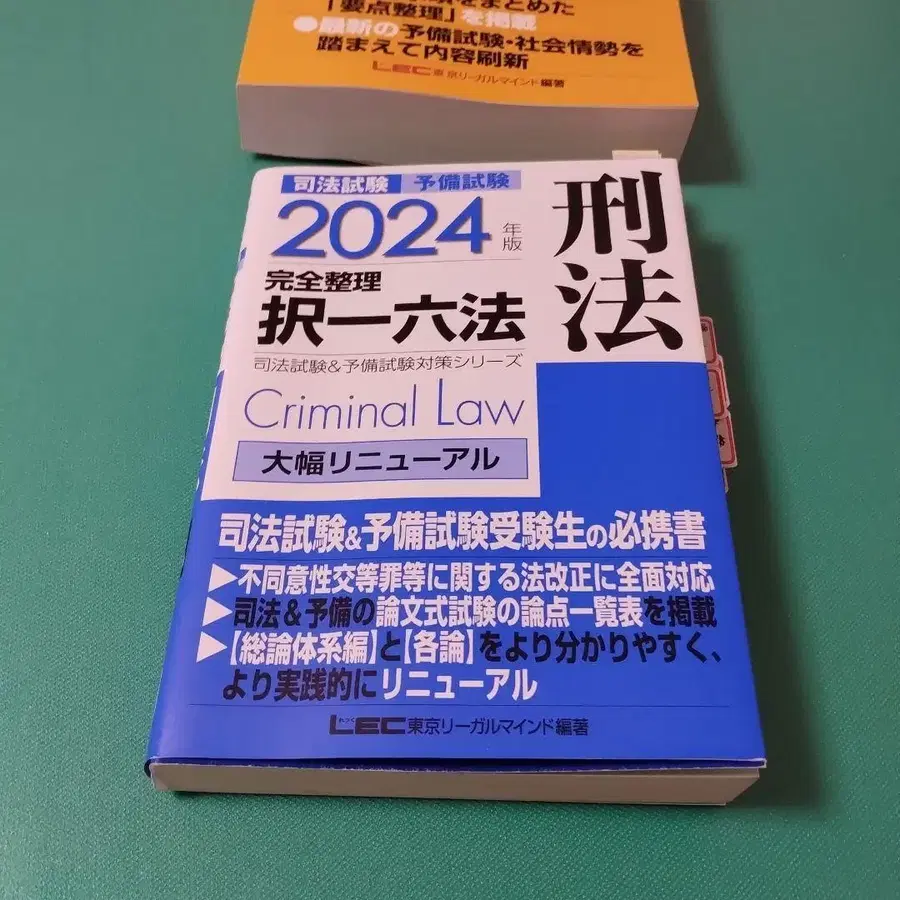 「要点整理」を掲載
●最新の予備試験・社会情勢を
踏まえて内容刷新
LEC東京リーガルマインド編著
司法試験 予備試験
2024年版
刑法
完全整理
択一六法
司法試験&予備試験対策シリーズ
Criminal Law
大幅リニューアル
司法試験&予備試験受験生の必携書
▶不同意性交等罪等に関する法改正に全面対応
▶司法&予備の論文式試験の論点一覧表を掲載
▶【総論体系編】と【各論】をより分かりやすく、
より実践的にリニューアル
LEC東京リーガルマインド編著